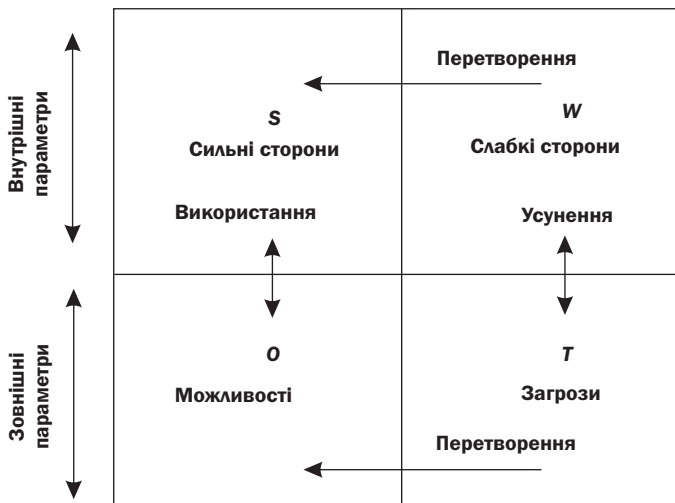 Внутрішні
параметри
Перетворення
S
Сильні сторони
W
Слабкі сторони
Використання
Усунення
Зовнішні
параметри
O
Можливості
T
Загрози
Перетворення